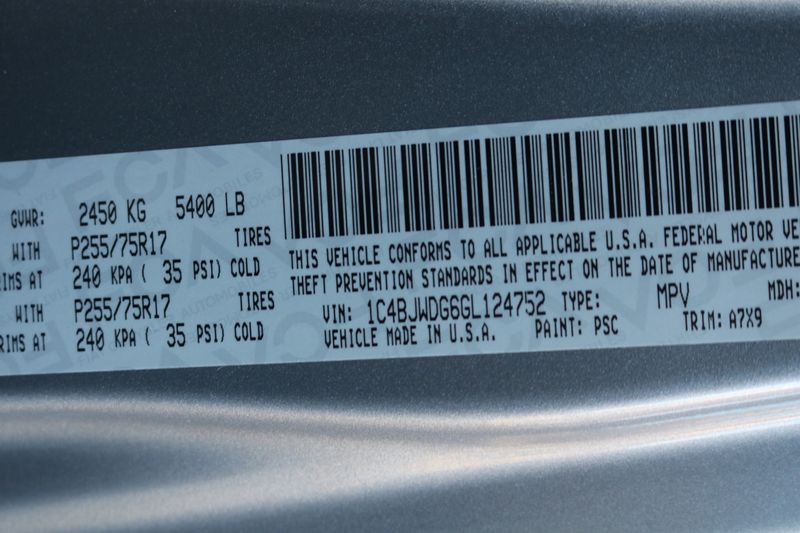 GVWR: 2450 KG 5400 LB
WITH P255/75R17 TIRES
RIMS AT 240 KPA ( 35 PSI) COLD
WITH P255/75R17 TIRES
RIMS AT 240 KPA ( 35 PSI) COLD
THIS VEHICLE CONFORMS TO ALL APPLICABLE U.S.A. FEDERAL MOTOR VE
THEFT PREVENTION STANDARDS IN EFFECT ON THE DATE OF MANUFACTURE
VIN: 1C4BJWDG6GL124752 TYPE: MPV MDH:
VEHICLE MADE IN U.S.A. PAINT: PSC TRIM: A7X9